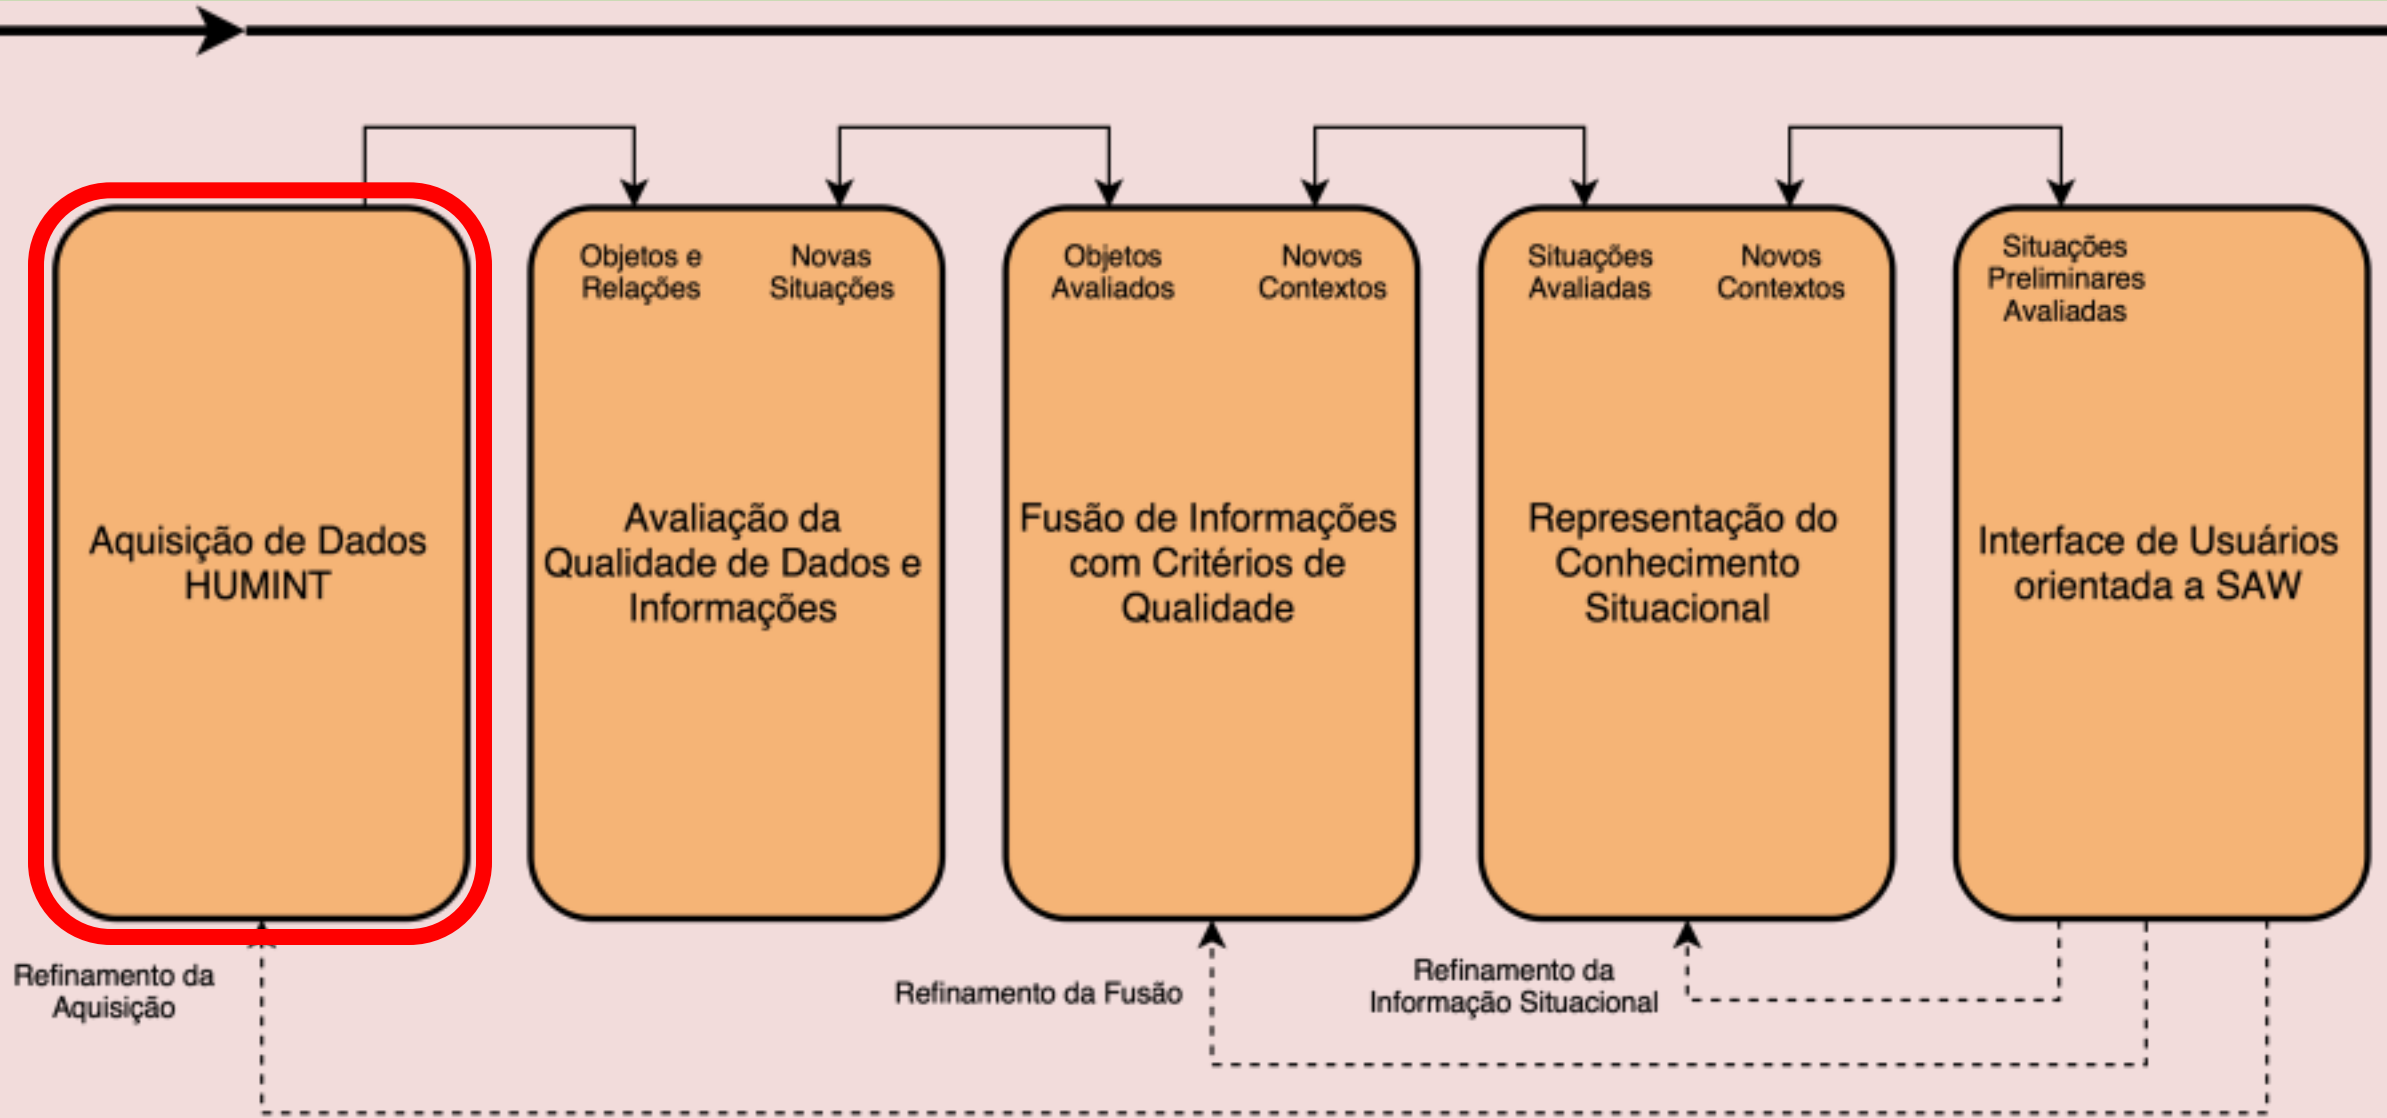 Aquisição de Dados
HUMINT
Objetos e
Relações
Novas
Situações
Avaliação da
Qualidade de Dados e
Informações
Objetos
Avaliados
Novos
Contextos
Fusão de Informações
com Critérios de
Qualidade
Situações
Avaliadas
Novos
Contextos
Representação do
Conhecimento
Situacional
Situações
Preliminares
Avaliadas
Interface de Usuários
orientada a SAW
Refinamento da
Aquisição
Refinamento da Fusão
Refinamento da
Informação Situacional